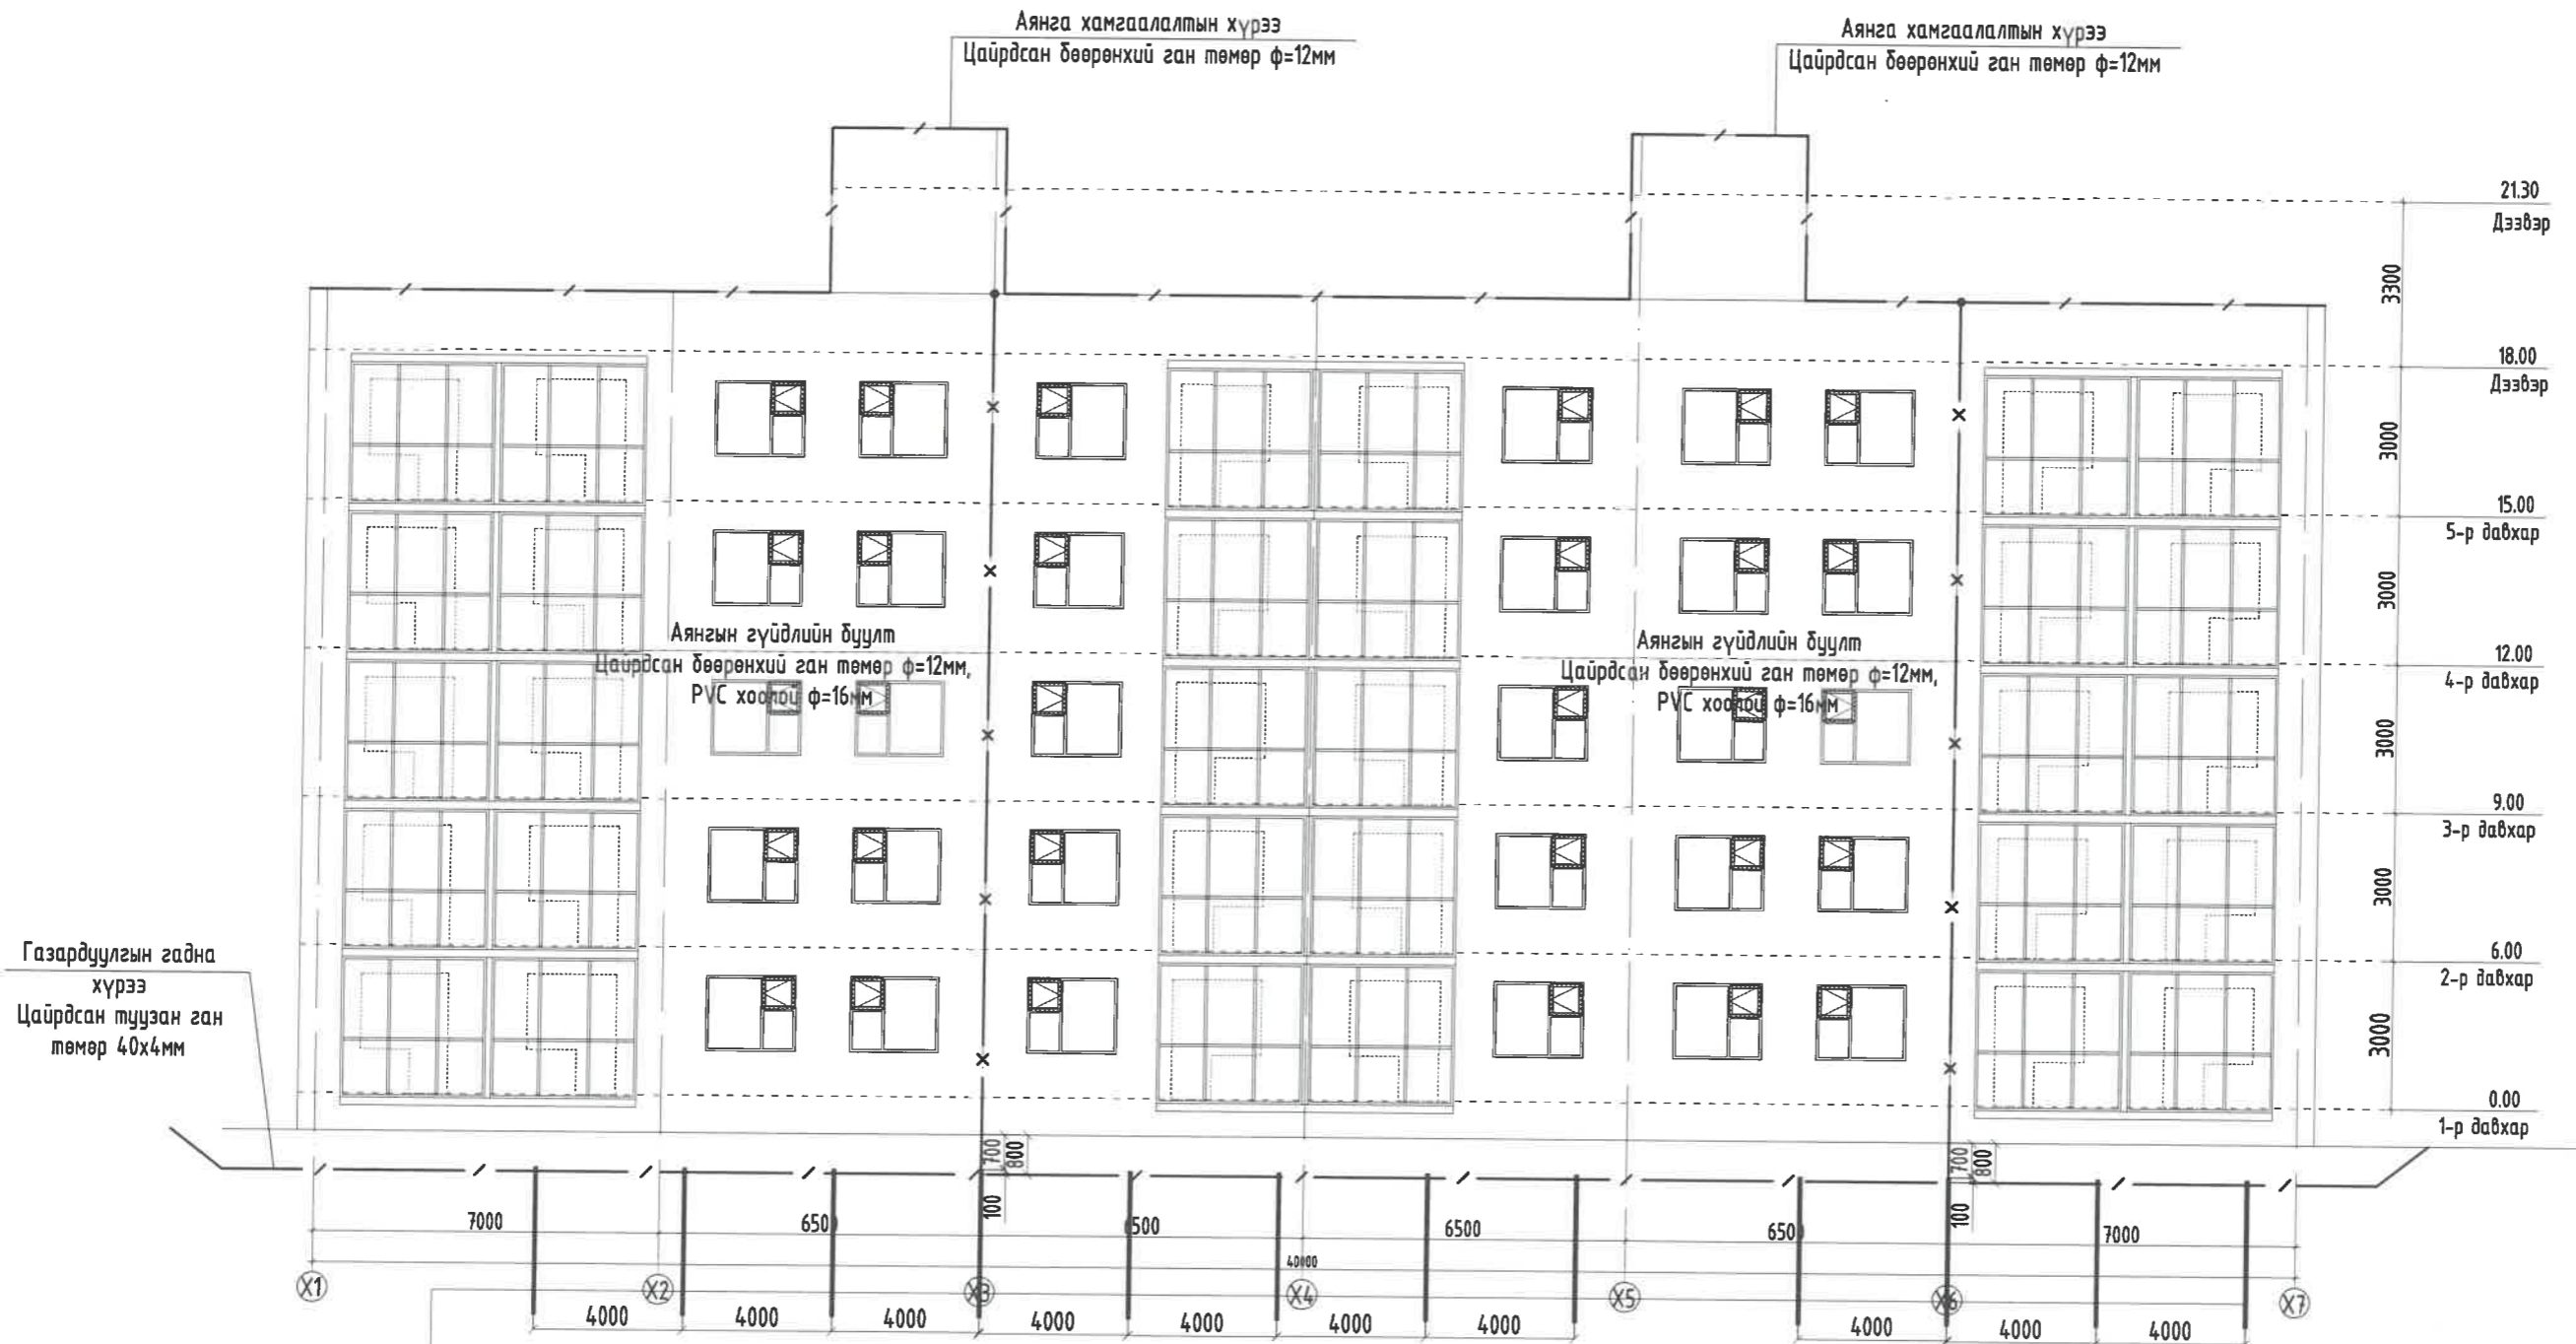 Аянга хамгаалалтын хүрээ
Цайрдсан бөөрөнхий ган төмөр ф=12мм
Аянга хамгаалалтын хүрээ
Цайрдсан бөөрөнхий ган төмөр ф=12мм
21.30
Дээвэр
3300
18.00
Дээвэр
3000
15.00
5-р давхар
3000
Аянгын гүйдлийн буулт
Цайрдсан бөөрөнхий ган төмөр ф=12мм,
PVC хоолой ф=16мм
Аянгын гүйдлийн буулт
Цайрдсан бөөрөнхий ган төмөр ф=12мм,
PVC хоолой ф=16мм
12.00
4-р давхар
3000
9.00
3-р давхар
3000
6.00
2-р давхар
3000
0.00
1-р давхар
Газардуулгын гадна
хүрээ
Цайрдсан туузан ган
төмөр 40х4мм
700
800
100
700
800
100
7000
6500
6500
6500
6500
7000
40000
X1
X2
X3
X4
X5
X6
X7
4000
4000
4000
4000
4000
4000
4000
4000
4000
4000